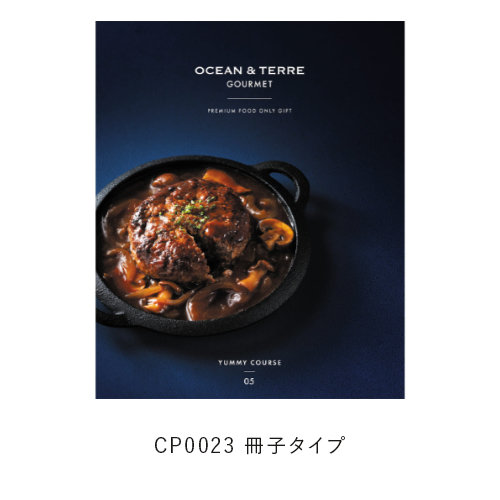 OCEAN & TERRE
GOURMET
PREMIUM FOOD ONLY GIFT
YUMMY COURSE
05
CP0023 冊子タイプ